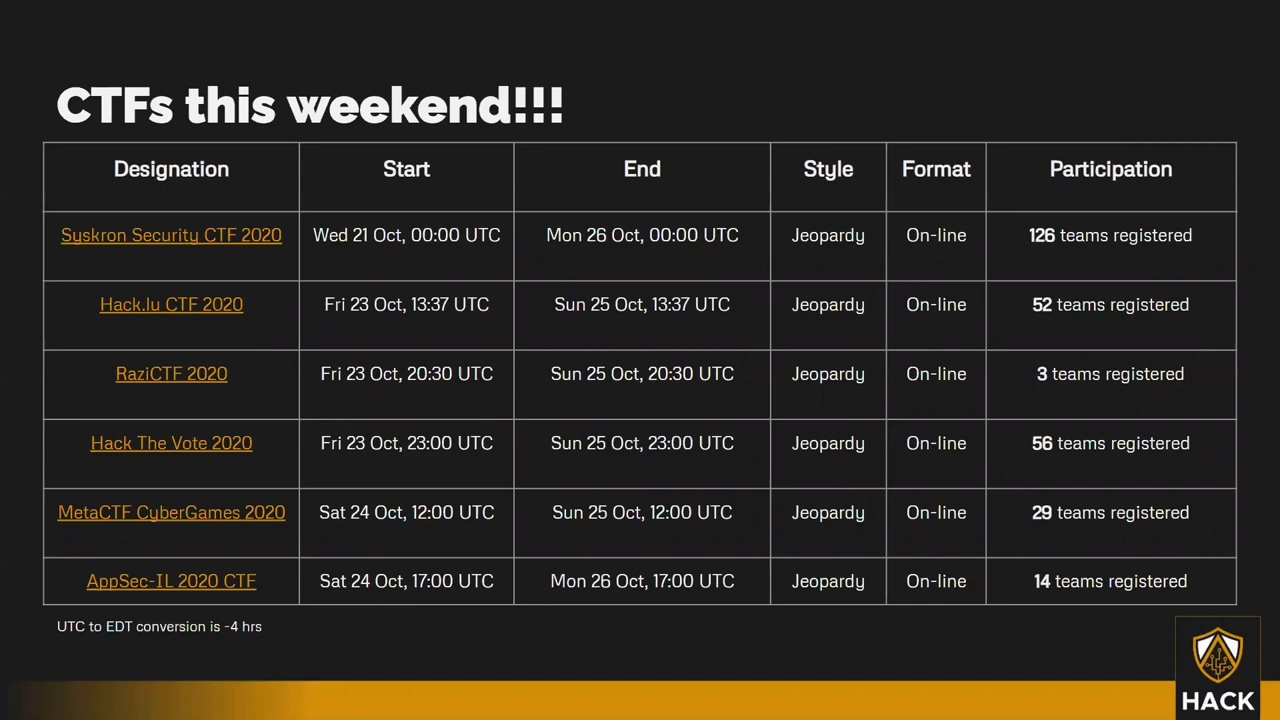 CTFs this weekend!!!
Designation Start End Style Format Participation
Syskron Security CTF 2020 Wed 21 Oct, 00:00 UTC Mon 26 Oct, 00:00 UTC Jeopardy On-line 126 teams registered
Hack.lu CTF 2020 Fri 23 Oct, 13:37 UTC Sun 25 Oct, 13:37 UTC Jeopardy On-line 52 teams registered
RaziCTF 2020 Fri 23 Oct, 20:30 UTC Sun 25 Oct, 20:30 UTC Jeopardy On-line 3 teams registered
Hack The Vote 2020 Fri 23 Oct, 23:00 UTC Sun 25 Oct, 23:00 UTC Jeopardy On-line 56 teams registered
MetaCTF CyberGames 2020 Sat 24 Oct, 12:00 UTC Sun 25 Oct, 12:00 UTC Jeopardy On-line 29 teams registered
AppSec-IL 2020 CTF Sat 24 Oct, 17:00 UTC Mon 26 Oct, 17:00 UTC Jeopardy On-line 14 teams registered
UTC to EDT conversion is -4 hrs
HACK